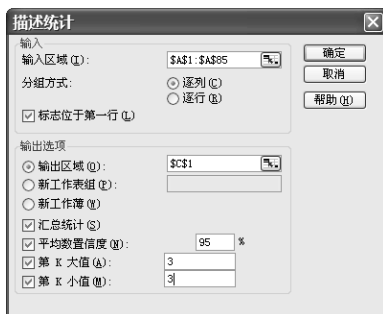 描述统计
输入
输入区域(I): $A$1:$A$85
分组方式: 逐列(C)
逐行(R)
标志位于第一行(L)
确定
取消
帮助(H)
输出选项
输出区域(O): $C$1
新工作表组(P):
新工作薄(W)
汇总统计(S)
平均数置信度(N): 95 %
第 K 大值(A): 3
第 K 小值(M): 3